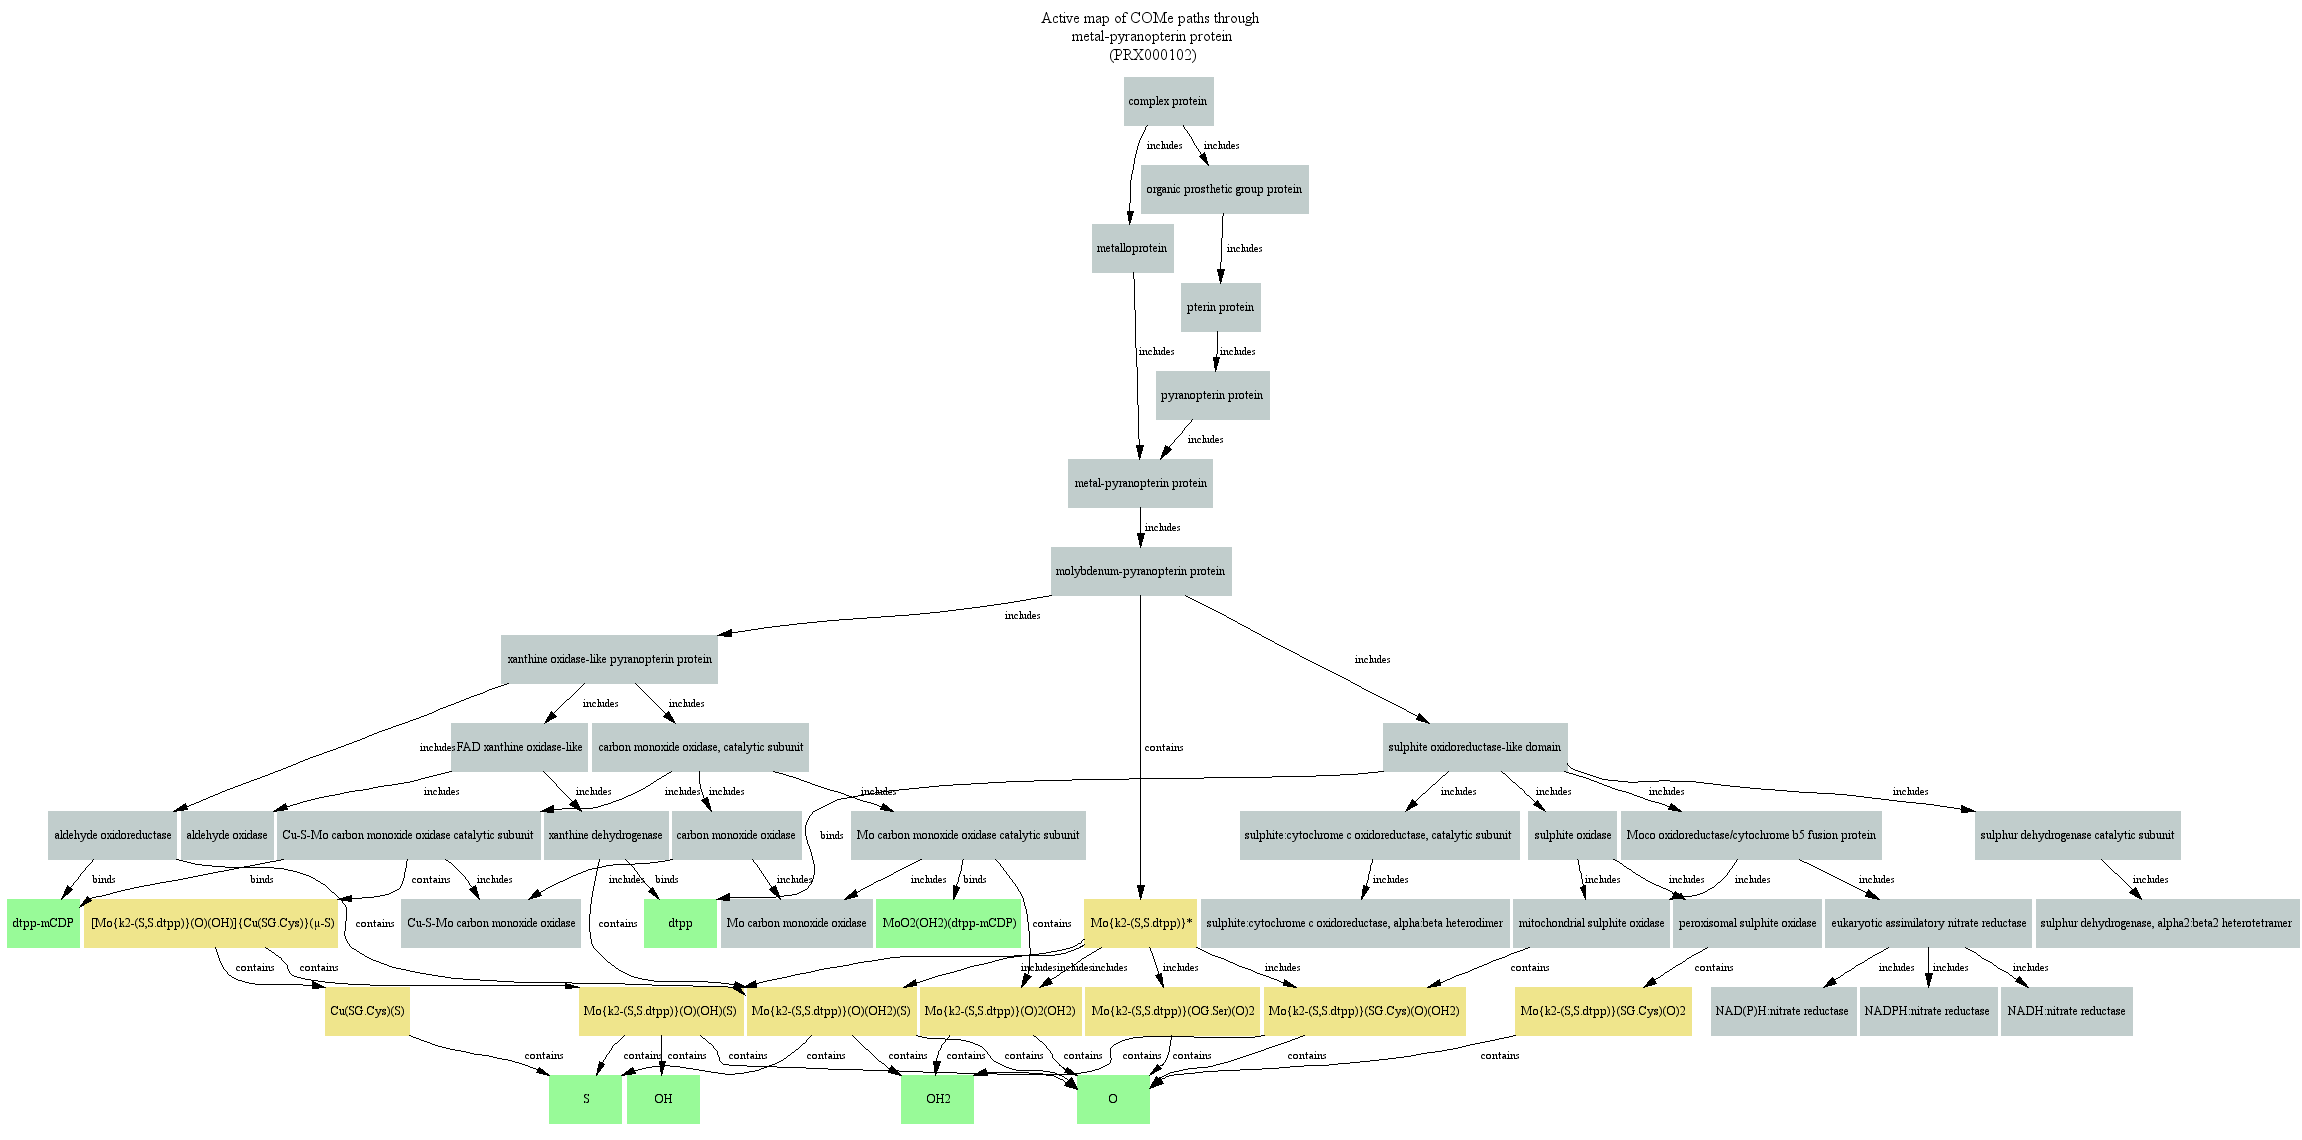 Active map of COMe paths through
metal-pyranopterin protein
(PRX000102)
complex protein
includes
includes
organic prosthetic group protein
metalloprotein
includes
pterin protein
includes
includes
pyranopterin protein
includes
metal-pyranopterin protein
includes
molybdenum-pyranopterin protein
includes
xanthine oxidase-like pyranopterin protein
includes
includes
includes
includes
FAD xanthine oxidase-like
carbon monoxide oxidase, catalytic subunit
contains
sulphite oxidoreductase-like domain
includes
includes
includes
includes
includes
includes
includes
includes
includes
aldehyde oxidoreductase
aldehyde oxidase
Cu-S-Mo carbon monoxide oxidase catalytic subunit
xanthine dehydrogenase
carbon monoxide oxidase
binds
Mo carbon monoxide oxidase catalytic subunit
sulphite:cytochrome c oxidoreductase, catalytic subunit
sulphite oxidase
Moco oxidoreductase/cytochrome b5 fusion protein
sulphur dehydrogenase catalytic subunit
binds
binds
contains
includes
includes
binds
includes
includes
binds
includes
includes
includes
includes
includes
includes
dtpp-mCDP
[Mo{k2-(S,S.dtpp)}(O)(OH)]{Cu(SG.Cys)}(µ-S)
contains
Cu-S-Mo carbon monoxide oxidase
contains
dtpp
Mo carbon monoxide oxidase
MoO2(OH2)(dtpp-mCDP)
contains
Mo{k2-(S,S.dtpp)}*
sulphite:cytochrome c oxidoreductase, alpha:beta heterodimer
mitochondrial sulphite oxidase
peroxisomal sulphite oxidase
eukaryotic assimilatory nitrate reductase
sulphur dehydrogenase, alpha2:beta2 heterotetramer
contains
contains
includes
includes
includes
includes
includes
contains
contains
includes
includes
includes
Cu(SG.Cys)(S)
Mo{k2-(S,S.dtpp)}(O)(OH)(S)
Mo{k2-(S,S.dtpp)}(O)(OH2)(S)
Mo{k2-(S,S.dtpp)}(O)2(OH2)
Mo{k2-(S,S.dtpp)}(OG.Ser)(O)2
Mo{k2-(S,S.dtpp)}(SG.Cys)(O)(OH2)
Mo{k2-(S,S.dtpp)}(SG.Cys)(O)2
NAD(P)H:nitrate reductase
NADPH:nitrate reductase
NADH:nitrate reductase
contains
contains
contains
contains
contains
contains
contains
contains
contains
contains
contains
contains
S
OH
OH2
O